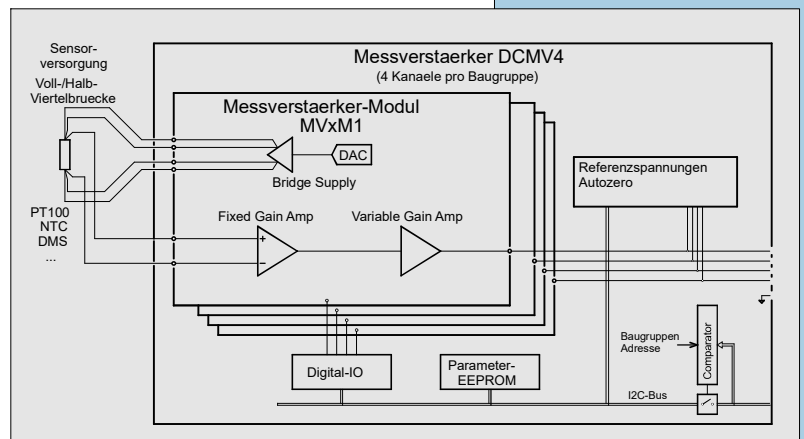 Sensor-
versorgung
Voll-/Halb-
Viertelbruecke
PT100
NTC
DMS
...
Messverstaerker DCMV4
(4 Kanaele pro Baugruppe)
Messverstaerker-Modul
MVxM1
DAC
Bridge Supply
Fixed Gain Amp
Variable Gain Amp
+
−
Referenzspannungen
Autozero
Digital-IO
Parameter-
EEPROM
Baugruppen
Adresse
Comparator
I2C-Bus